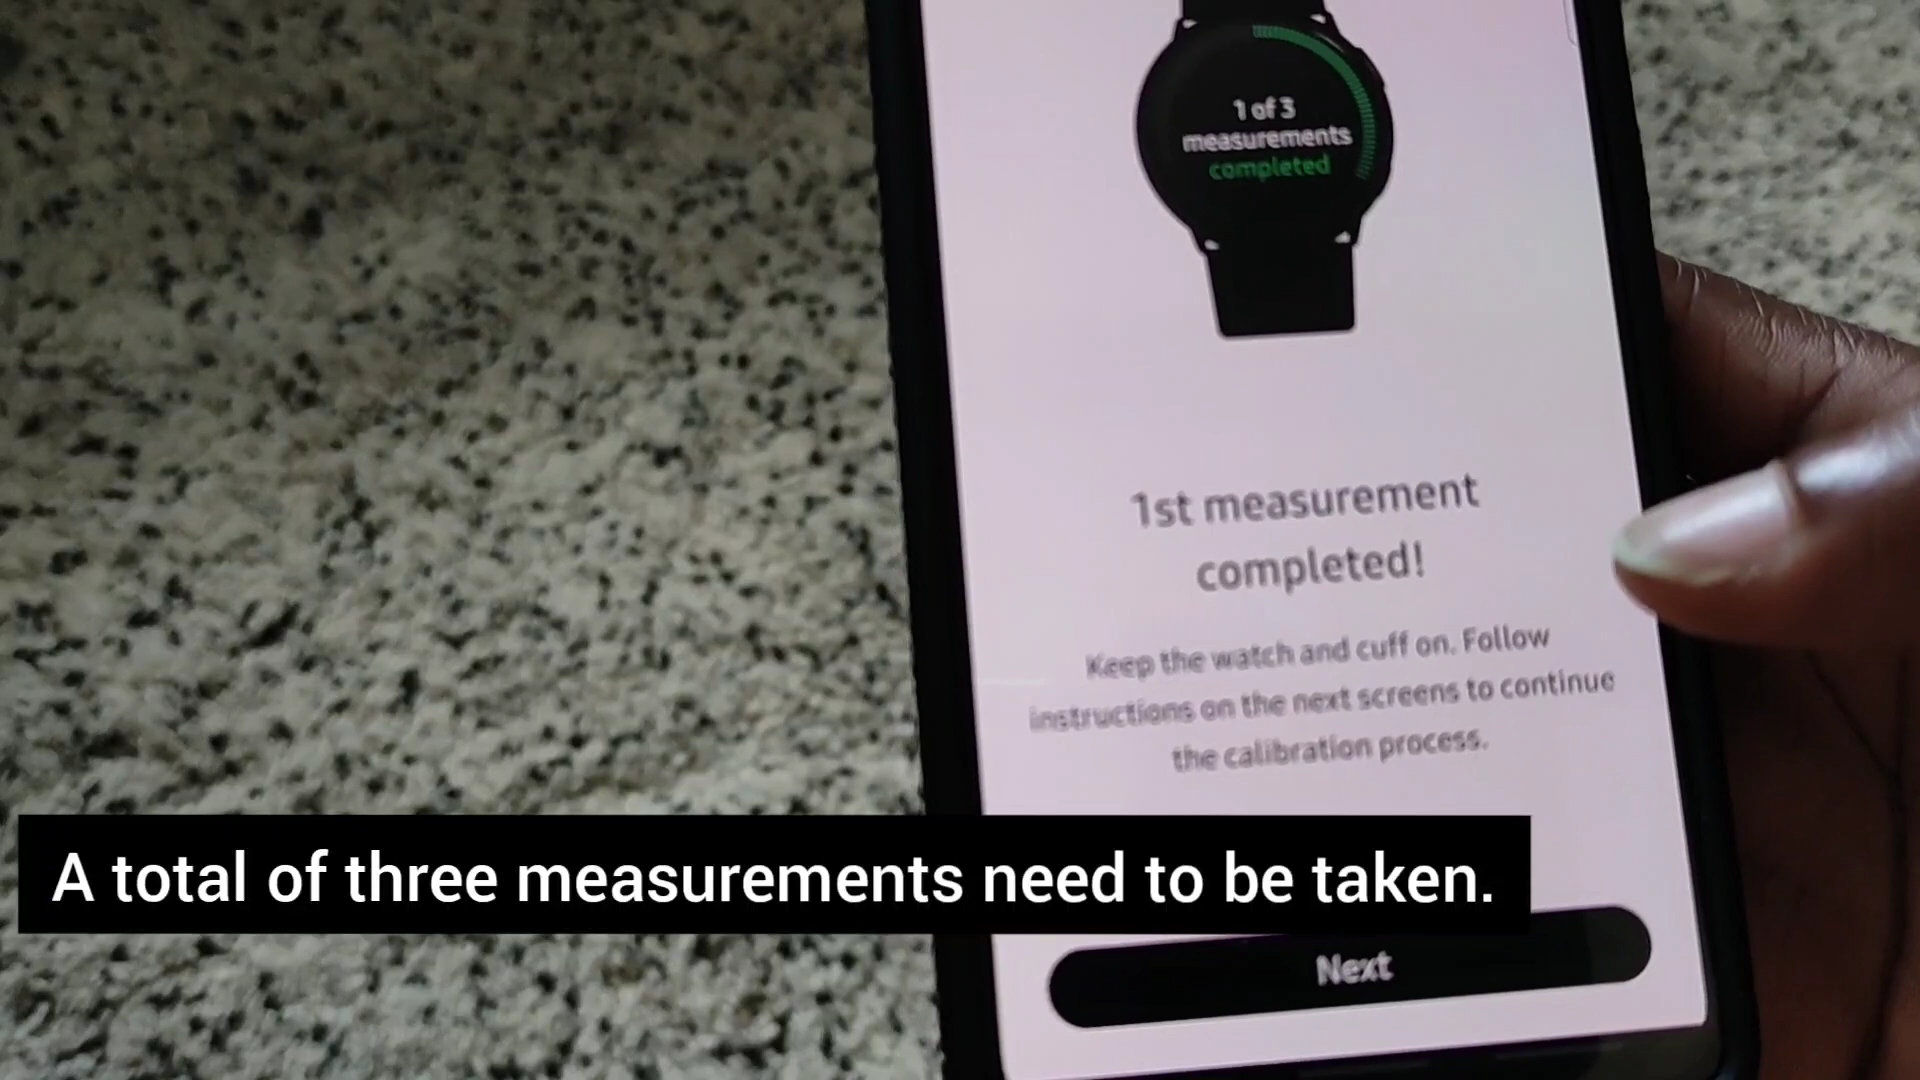 1 of 3
measurements
completed
1st measurement
completed!
Keep the watch and cuff on. Follow
instructions on the next screens to continue
the calibration process.
A total of three measurements need to be taken.
Next